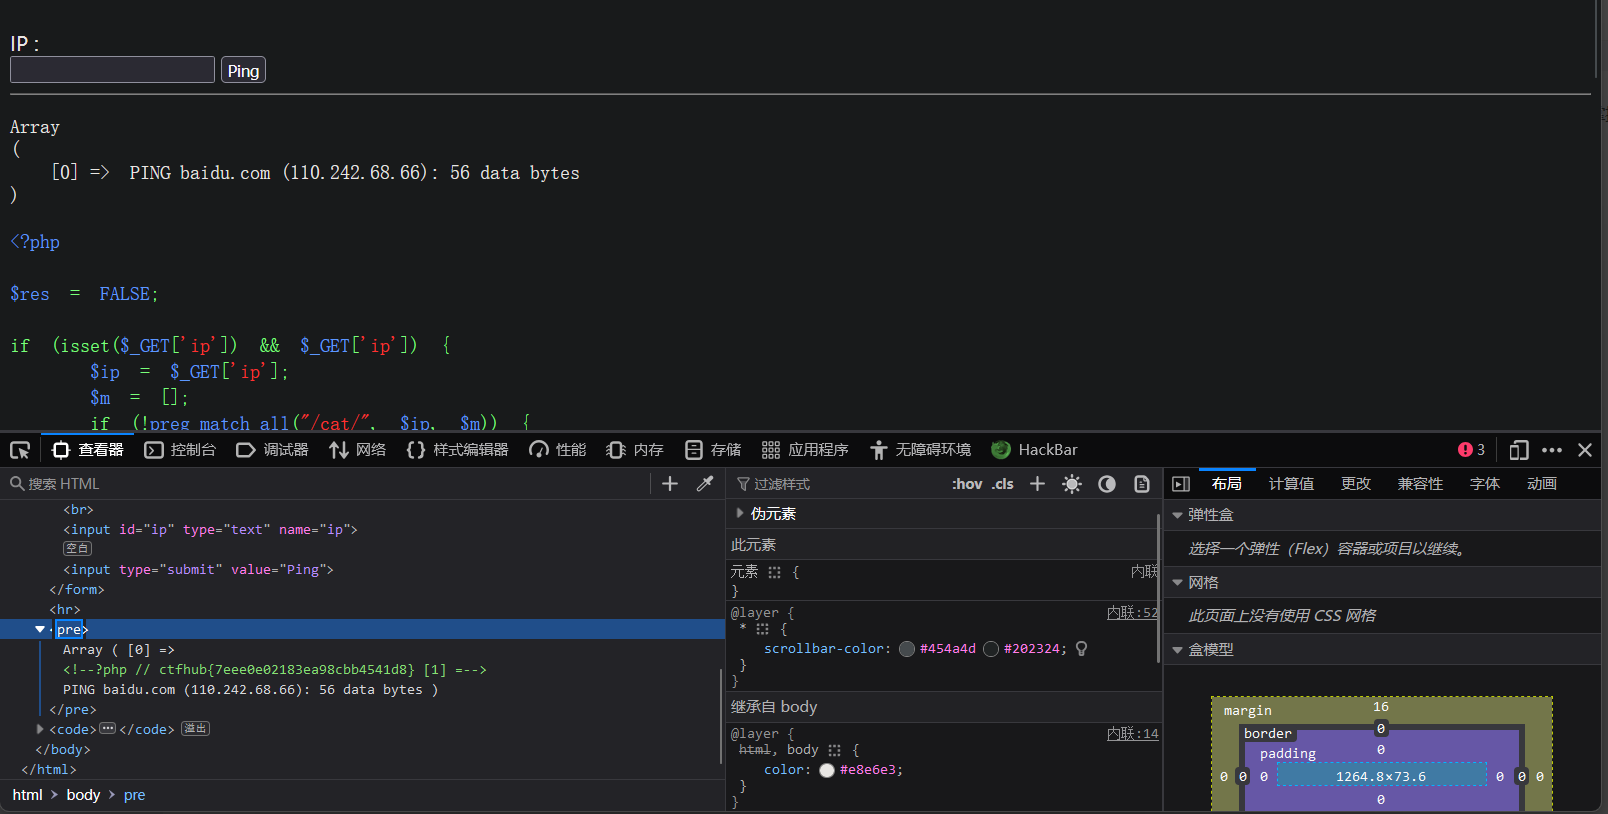 IP :
Ping
Array
(
    [0] =>  PING baidu.com (110.242.68.66): 56 data bytes
)
<?php
$res  =  FALSE;
if  (isset($_GET['ip'])  &&  $_GET['ip'])  {
        $ip  =  $_GET['ip'];
        $m  =  [];
        if  (!preg_match_all("/cat/",  $ip,  $m))  {
查看器 控制台 调试器 网络 样式编辑器 性能 内存 存储 应用程序 无障碍环境 HackBar 3
搜索 HTML
<br>
<input id="ip" type="text" name="ip">
空白
<input type="submit" value="Ping">
</form>
<hr>
<pre>
Array ( [0] =>
<!--?php // ctfhub{7eee0e02183ea98cbb4541d8} [1] =-->
PING baidu.com (110.242.68.66): 56 data bytes )
</pre>
<code> </code> 溢出
</body>
</html>
html > body > pre
过滤样式 :hov .cls
伪元素
此元素
元素 { 内联
}
@layer { 内联:52
* {
scrollbar-color: #454a4d #202324;
}
}
继承自 body
@layer { 内联:14
html, body {
color: #e8e6e3;
}
}
布局 计算值 更改 兼容性 字体 动画
弹性盒
选择一个弹性（Flex）容器或项目以继续。
网格
此页面上没有使用 CSS 网格
盒模型
margin 16
border 0
padding 0
0 0 0 1264.8×73.6 0 0 0
0